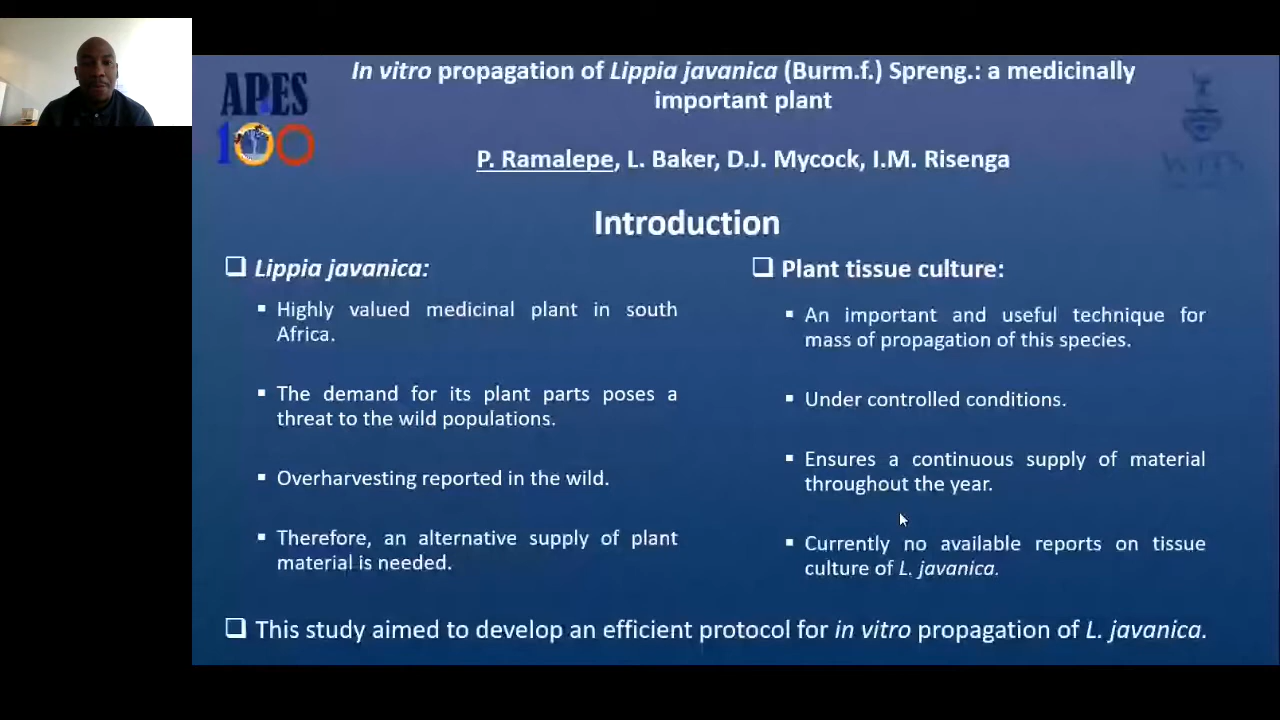 In vitro propagation of Lippia javanica (Burm.f.) Spreng.: a medicinally
important plant
APES
100
WITS
P. Ramalepe, L. Baker, D.J. Mycock, I.M. Risenga
Introduction
❑ Lippia javanica:
▪ Highly valued medicinal plant in south
Africa.
▪ The demand for its plant parts poses a
threat to the wild populations.
▪ Overharvesting reported in the wild.
▪ Therefore, an alternative supply of plant
material is needed.
❑ Plant tissue culture:
▪ An important and useful technique for
mass of propagation of this species.
▪ Under controlled conditions.
▪ Ensures a continuous supply of material
throughout the year.
▪ Currently no available reports on tissue
culture of L. javanica.
❑ This study aimed to develop an efficient protocol for in vitro propagation of L. javanica.